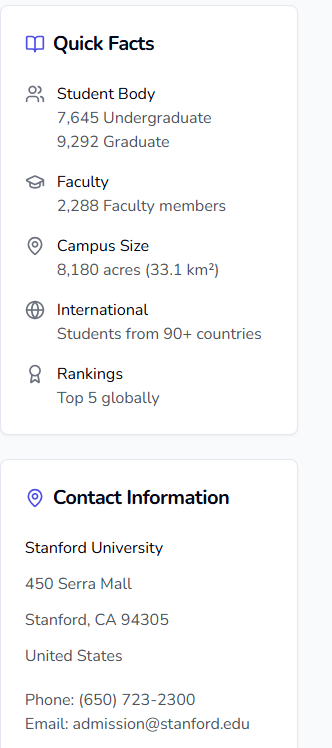 Quick Facts
Student Body
7,645 Undergraduate
9,292 Graduate
Faculty
2,288 Faculty members
Campus Size
8,180 acres (33.1 km²)
International
Students from 90+ countries
Rankings
Top 5 globally
Contact Information
Stanford University
450 Serra Mall
Stanford, CA 94305
United States
Phone: (650) 723-2300
Email: admission@stanford.edu